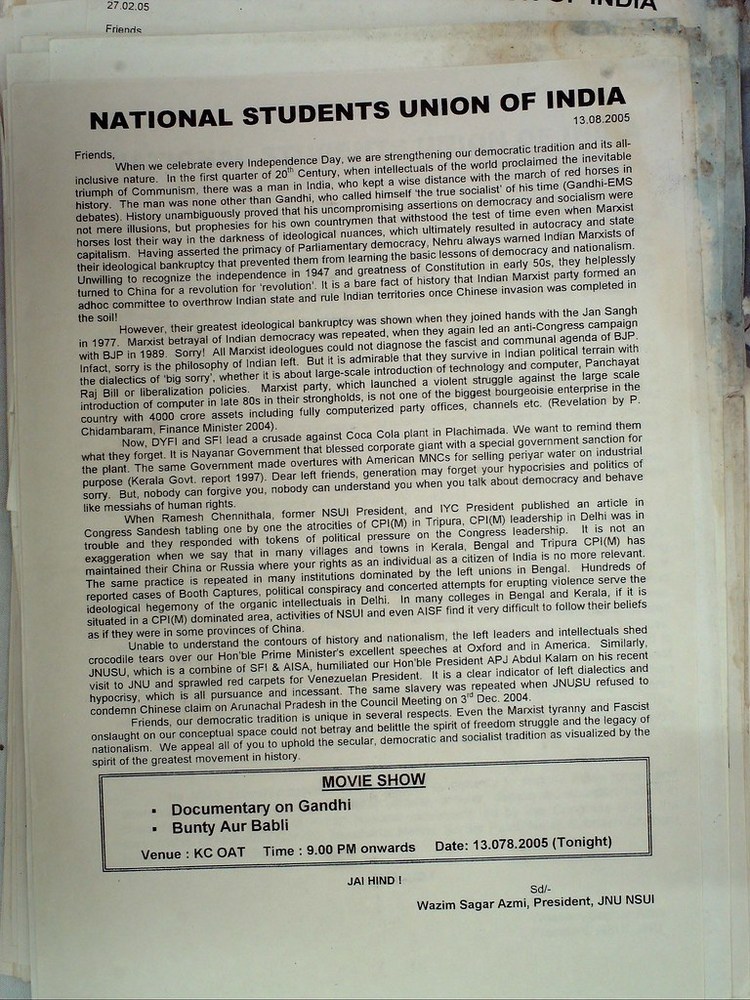 27.02.05
OF INDIA
Friends
NATIONAL STUDENTS UNION OF INDIA
13.08.2005
Friends,
When we celebrate every Independence Day, we are strengthening our democratic tradition and its all-
inclusive nature. In the first quarter of 20th Century, when intellectuals of the world proclaimed the inevitable
triumph of Communism, there was a man in India, who kept a wise distance with the march of red horses in
history. The man was none other than Gandhi, who called himself 'the true socialist' of his time (Gandhi-EMS
debates). History unambiguously proved that his uncompromising assertions on democracy and socialism were
not mere illusions, but prophesies for his own countrymen that withstood the test of time even when Marxist
horses lost their way in the darkness of ideological nuances, which ultimately resulted in autocracy and state
capitalism. Having asserted the primacy of Parliamentary democracy, Nehru always warned Indian Marxists of
their ideological bankruptcy that prevented them from learning the basic lessons of democracy and nationalism.
Unwilling to recognize the independence in 1947 and greatness of Constitution in early 50s, they helplessly
turned to China for a revolution for 'revolution'. It is a bare fact of history that Indian Marxist party formed an
adhoc committee to overthrow Indian state and rule Indian territories once Chinese invasion was completed in
the soil!
However, their greatest ideological bankruptcy was shown when they joined hands with the Jan Sangh
in 1977. Marxist betrayal of Indian democracy was repeated, when they again led an anti-Congress campaign
with BJP in 1989. Sorry! All Marxist ideologues could not diagnose the fascist and communal agenda of BJP.
Infact, sorry is the philosophy of Indian left. But it is admirable that they survive in Indian political terrain with
the dialectics of 'big sorry', whether it is about large-scale introduction of technology and computer, Panchayat
Raj Bill or liberalization policies. Marxist party, which launched a violent struggle against the large scale
introduction of computer in late 80s in their strongholds, is not one of the biggest bourgeoisie enterprise in the
country with 4000 crore assets including fully computerized party offices, channels etc. (Revelation by P.
Chidambaram, Finance Minister 2004).
Now, DYFI and SFI lead a crusade against Coca Cola plant in Plachimada. We want to remind them
what they forget. It is Nayanar Government that blessed corporate giant with a special government sanction for
the plant. The same Government made overtures with American MNCs for selling periyar water on industrial
purpose (Kerala Govt. report 1997). Dear left friends, generation may forget your hypocrisies and politics of
sorry. But, nobody can forgive you, nobody can understand you when you talk about democracy and behave
like messiahs of human rights.
When Ramesh Chennithala, former NSUI President, and IYC President published an article in
Congress Sandesh tabling one by one the atrocities of CPI(M) in Tripura, CPI(M) leadership in Delhi was in
trouble and they responded with tokens of political pressure on the Congress leadership. It is not an
exaggeration when we say that in many villages and towns in Kerala, Bengal and Tripura CPI(M) has
maintained their China or Russia where your rights as an individual as a citizen of India is no more relevant.
The same practice is repeated in many institutions dominated by the left unions in Bengal. Hundreds of
reported cases of Booth Captures, political conspiracy and concerted attempts for erupting violence serve the
ideological hegemony of the organic intellectuals in Delhi. In many colleges in Bengal and Kerala, if it is
situated in a CPI(M) dominated area, activities of NSUI and even AISF find it very difficult to follow their beliefs
as if they were in some provinces of China.
Unable to understand the contours of history and nationalism, the left leaders and intellectuals shed
crocodile tears over our Hon'ble Prime Minister's excellent speeches at Oxford and in America. Similarly,
JNUSU, which is a combine of SFI & AISA, humiliated our Hon'ble President APJ Abdul Kalam on his recent
visit to JNU and sprawled red carpets for Venezuelan President. It is a clear indicator of left dialectics and
hypocrisy, which is all pursuance and incessant. The same slavery was repeated when JNUSU refused to
condemn Chinese claim on Arunachal Pradesh in the Council Meeting on 3rd Dec. 2004.
Friends, our democratic tradition is unique in several respects. Even the Marxist tyranny and Fascist
onslaught on our conceptual space could not betray and belittle the spirit of freedom struggle and the legacy of
nationalism. We appeal all of you to uphold the secular, democratic and socialist tradition as visualized by the
spirit of the greatest movement in history.
MOVIE SHOW
▪ Documentary on Gandhi
▪ Bunty Aur Babli
Venue : KC OAT Time : 9.00 PM onwards Date: 13.078.2005 (Tonight)
JAI HIND !
Sd/-
Wazim Sagar Azmi, President, JNU NSUI